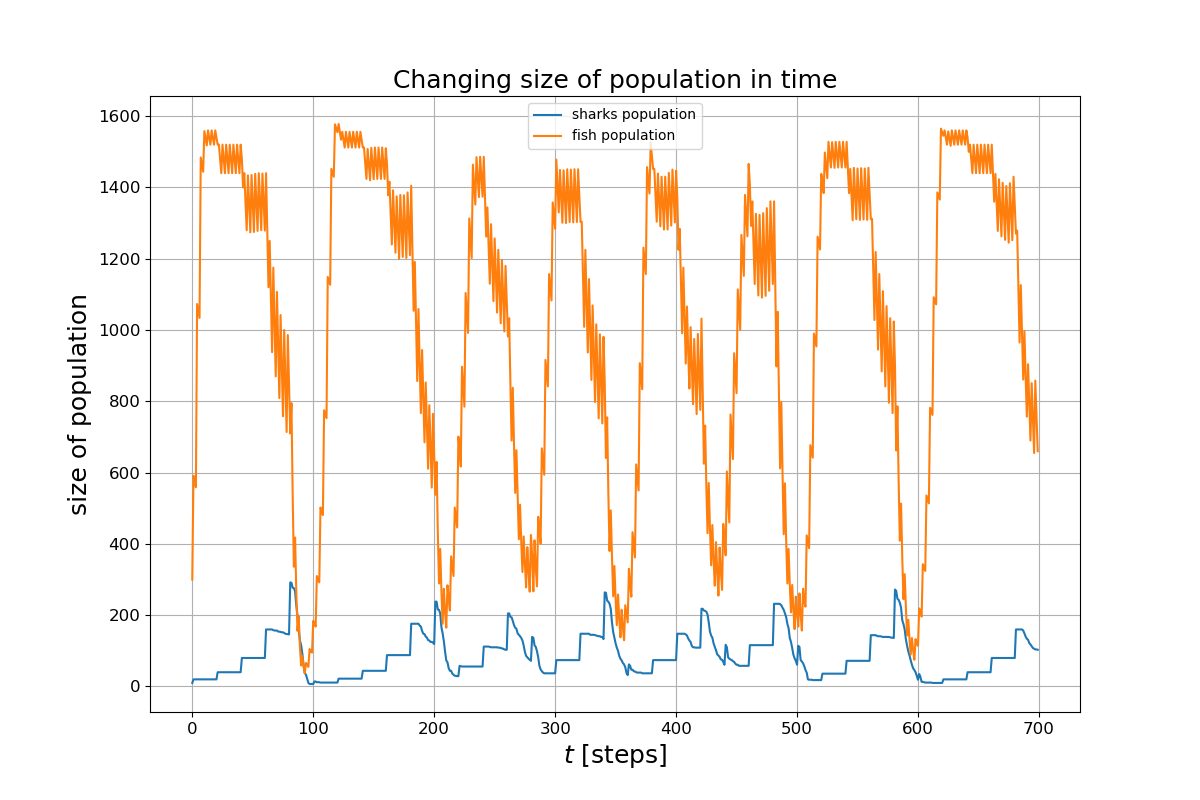 Changing size of population in time
sharks population
fish population
size of population
1600
1400
1200
1000
800
600
400
200
0
0 100 200 300 400 500 600 700
t [steps]